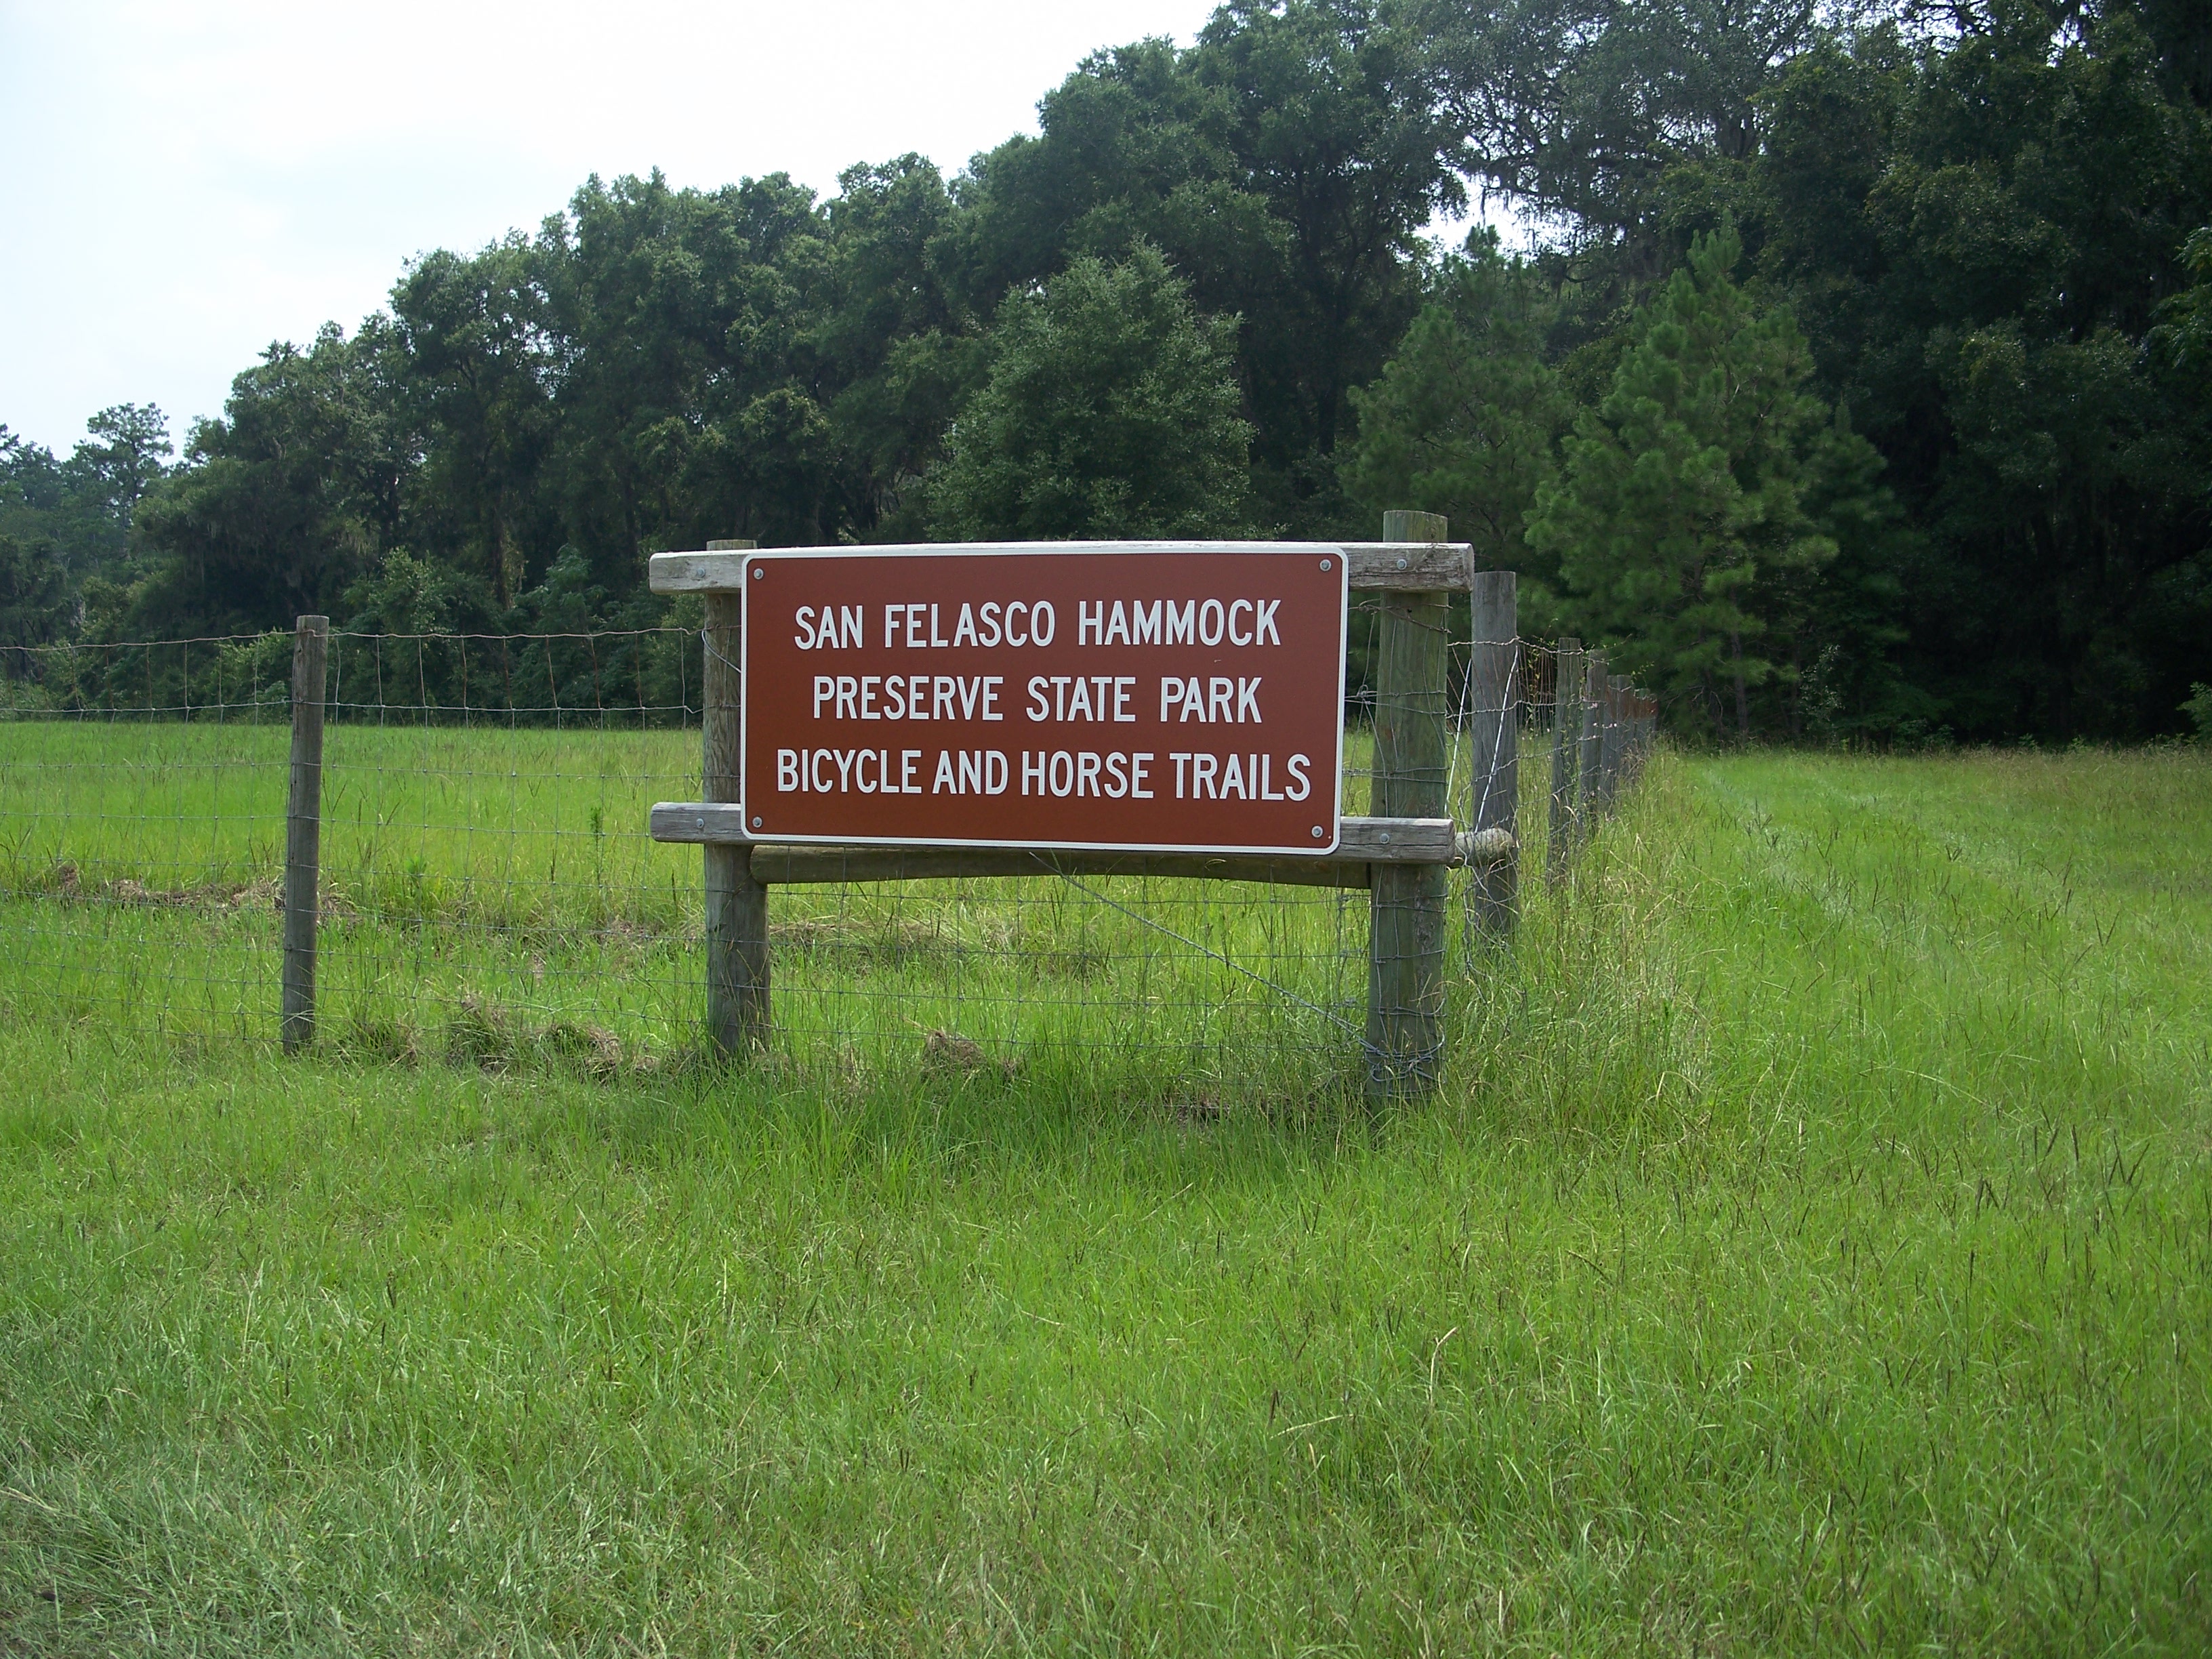 SAN FELASCO HAMMOCK
PRESERVE STATE PARK
BICYCLE AND HORSE TRAILS